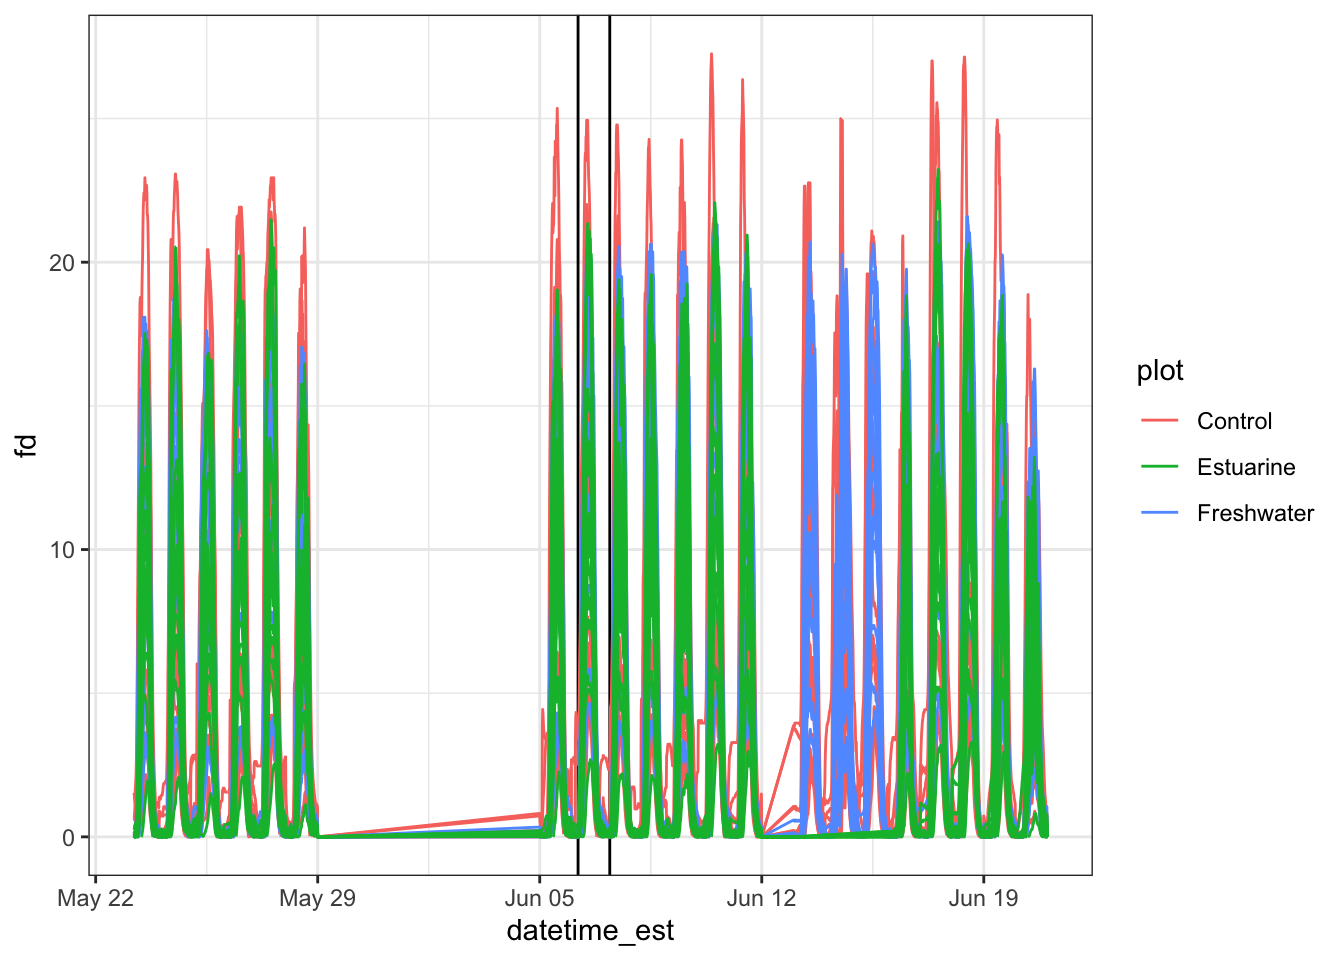 fd
20
10
0
May 22
May 29
Jun 05
Jun 12
Jun 19
datetime_est
plot
Control
Estuarine
Freshwater